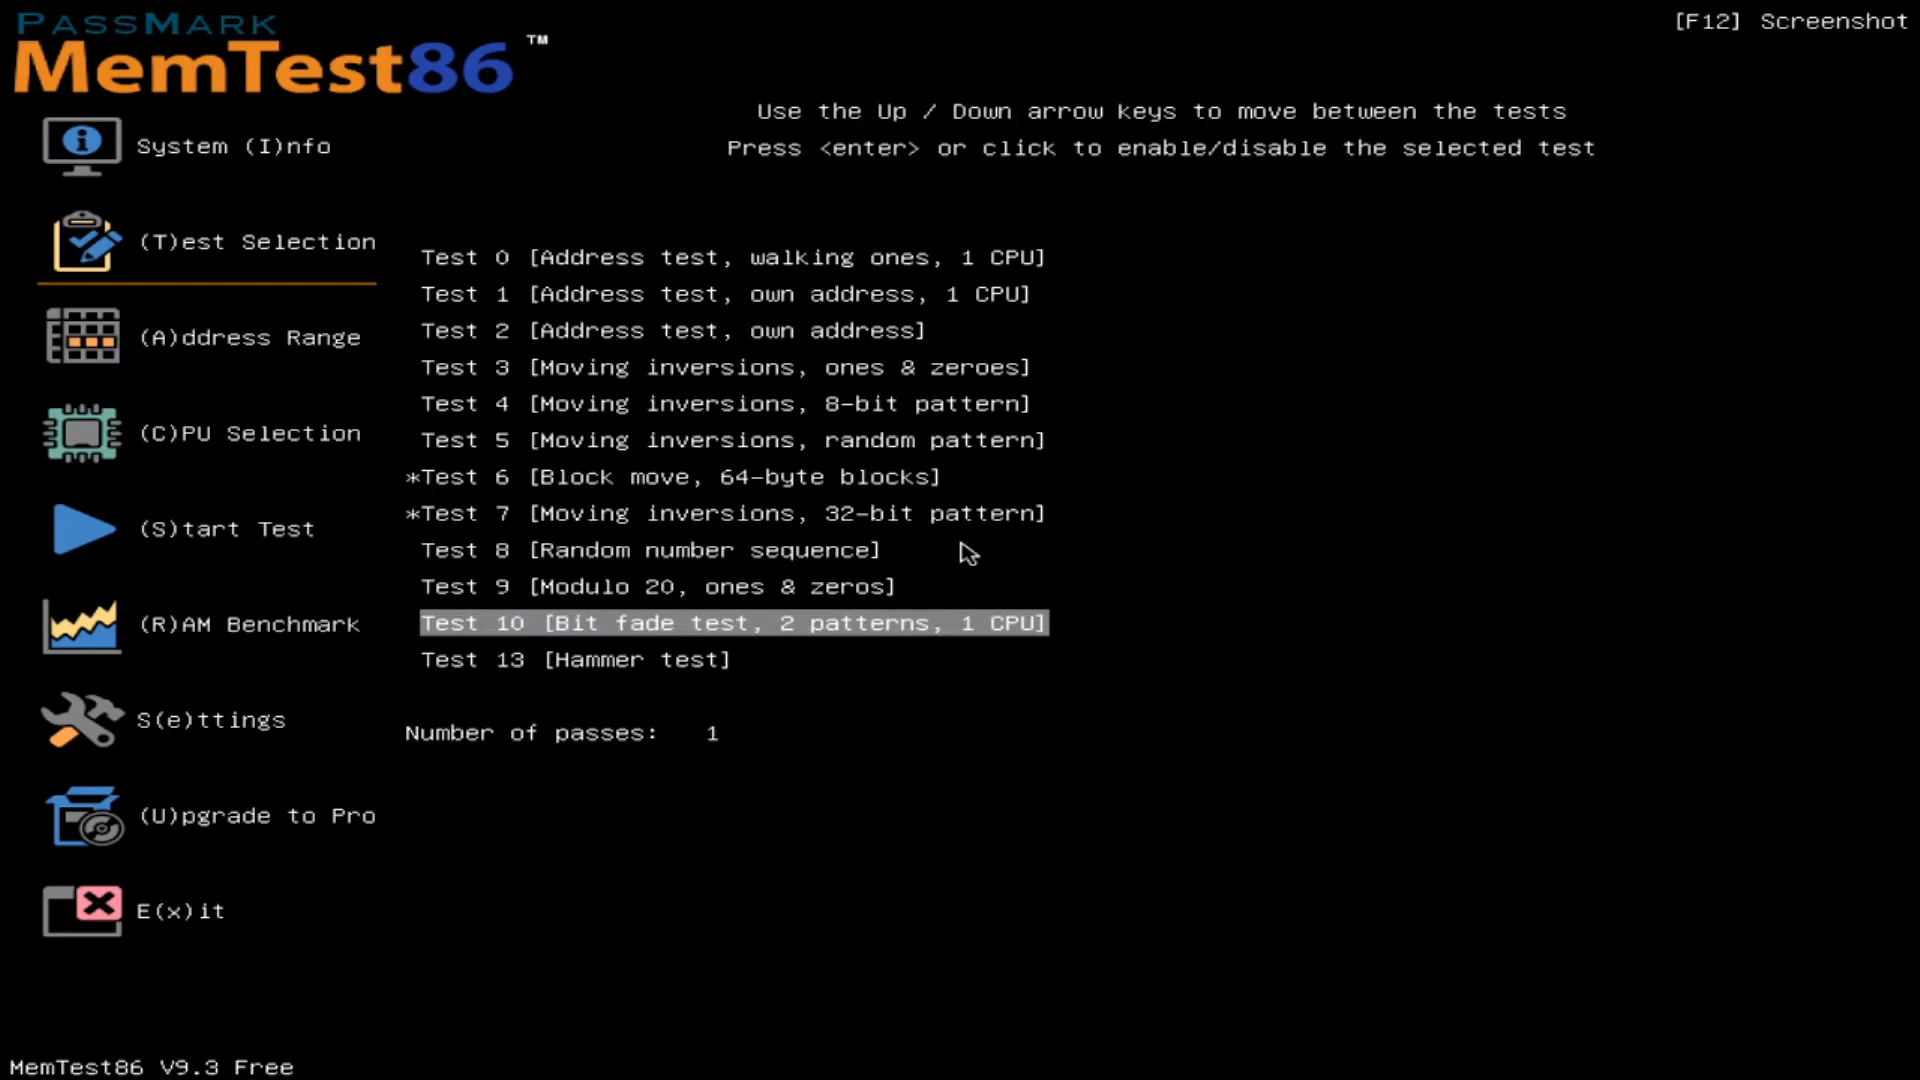 PASSMARK
MemTest86™
[F12] Screenshot
Use the Up / Down arrow keys to move between the tests
Press <enter> or click to enable/disable the selected test
System (I)nfo
(T)est Selection
(A)ddress Range
(C)PU Selection
(S)tart Test
(R)AM Benchmark
S(e)ttings
(U)pgrade to Pro
E(x)it
Test 0 [Address test, walking ones, 1 CPU]
Test 1 [Address test, own address, 1 CPU]
Test 2 [Address test, own address]
Test 3 [Moving inversions, ones & zeroes]
Test 4 [Moving inversions, 8-bit pattern]
Test 5 [Moving inversions, random pattern]
*Test 6 [Block move, 64-byte blocks]
*Test 7 [Moving inversions, 32-bit pattern]
Test 8 [Random number sequence]
Test 9 [Modulo 20, ones & zeros]
Test 10 [Bit fade test, 2 patterns, 1 CPU]
Test 13 [Hammer test]
Number of passes: 1
MemTest86 V9.3 Free